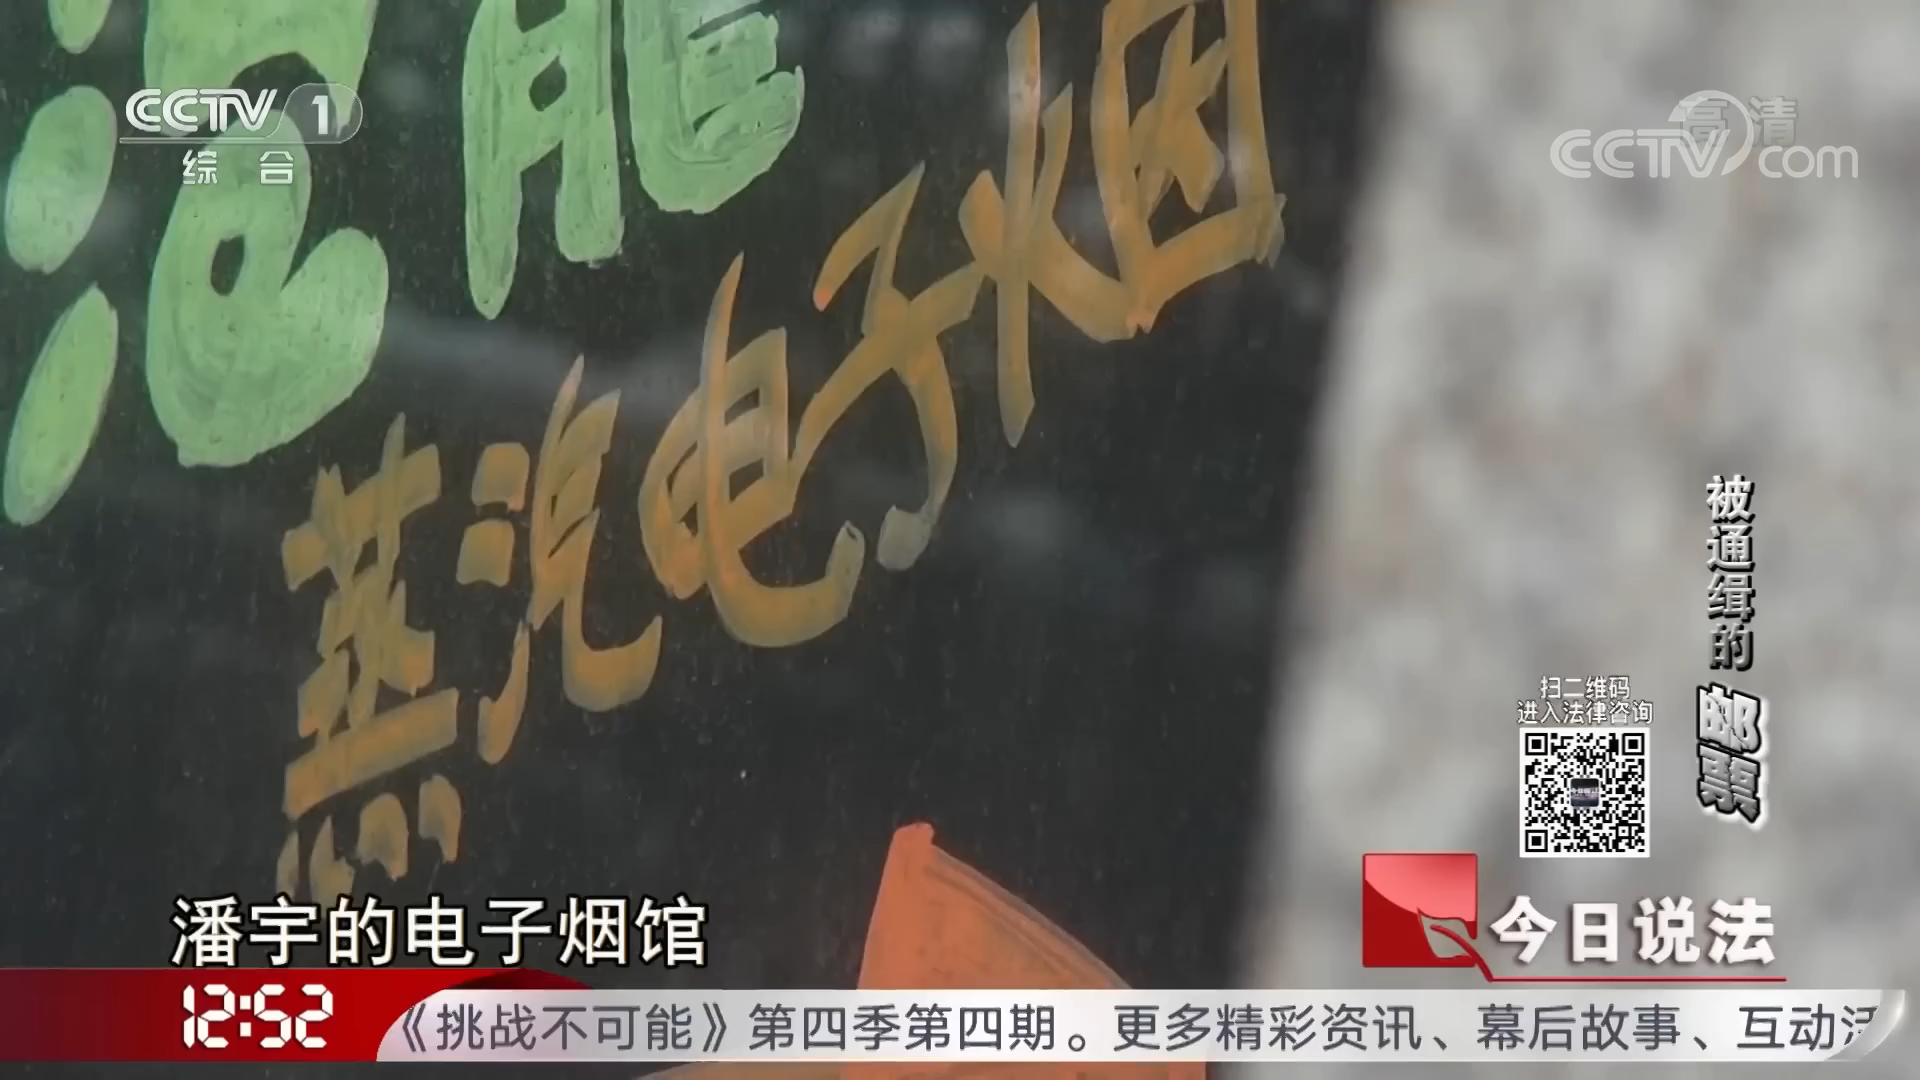 CCTV 1
综合
高清
CCTV.com
蒸汽电子烟
被通缉的
邮票
扫二维码
进入法律咨询
潘宇的电子烟馆
今日说法
12:52
《挑战不可能》第四季第四期。更多精彩资讯、幕后故事、互动活